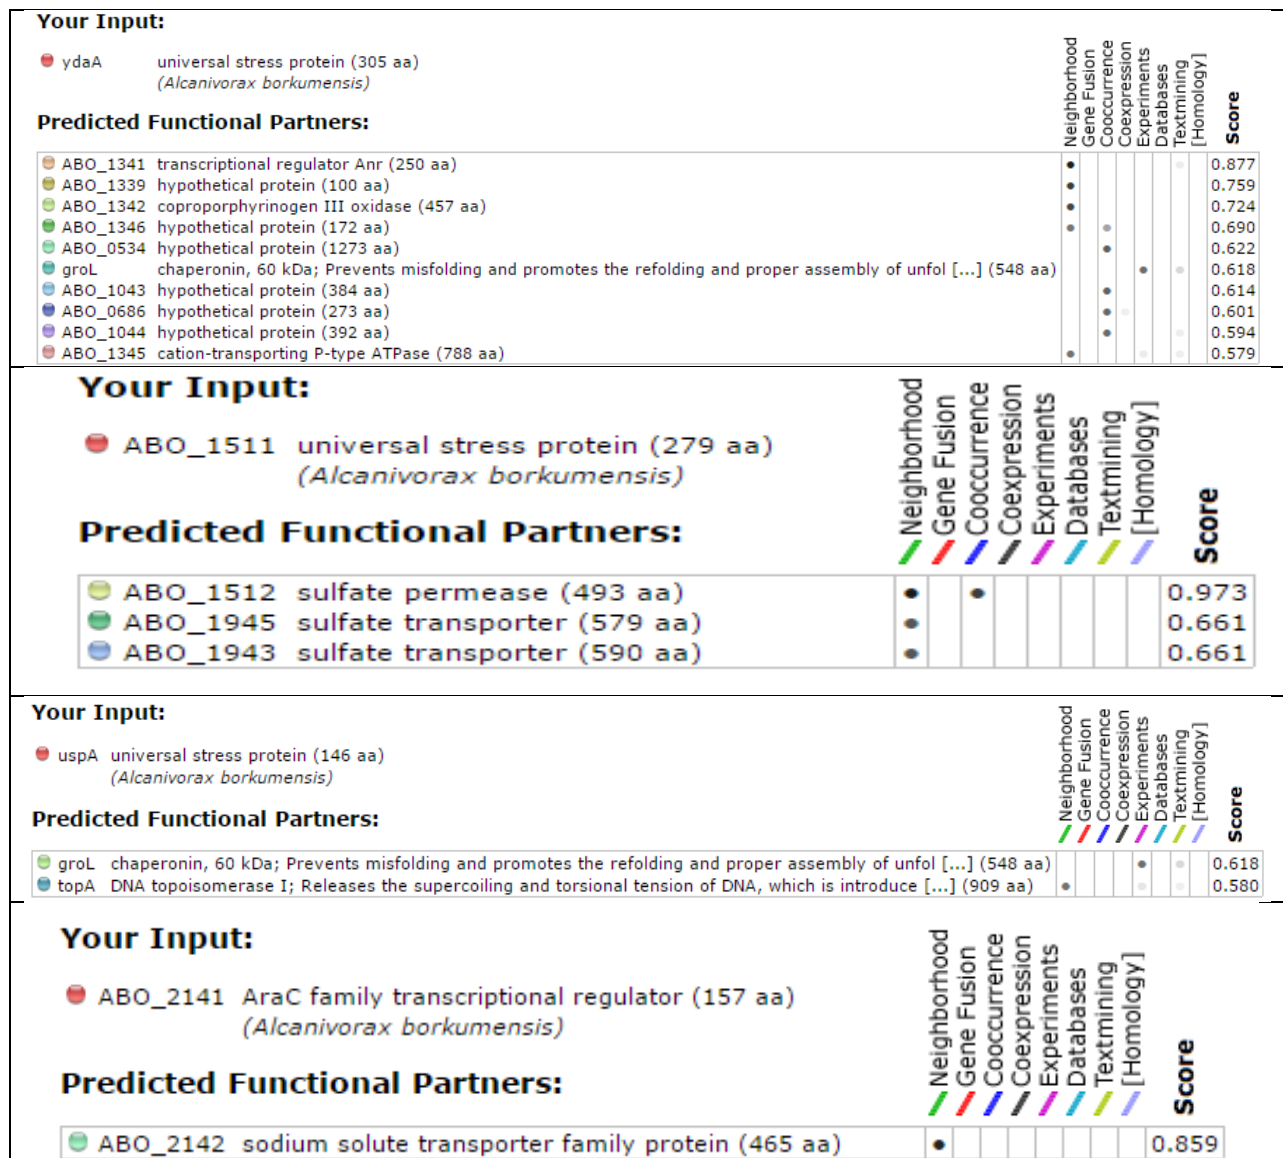 Your Input:
ydaA universal stress protein (305 aa)
(Alcanivorax borkumensis)
Predicted Functional Partners:
Neighborhood
Gene Fusion
Cooccurrence
Coexpression
Experiments
Databases
Textmining
[Homology]
Score
ABO_1341 transcriptional regulator Anr (250 aa) 0.877
ABO_1339 hypothetical protein (100 aa) 0.759
ABO_1342 coproporphyrinogen III oxidase (457 aa) 0.724
ABO_1346 hypothetical protein (172 aa) 0.690
ABO_0534 hypothetical protein (1273 aa) 0.622
groL chaperonin, 60 kDa; Prevents misfolding and promotes the refolding and proper assembly of unfol [...] (548 aa) 0.618
ABO_1043 hypothetical protein (384 aa) 0.614
ABO_0686 hypothetical protein (273 aa) 0.601
ABO_1044 hypothetical protein (392 aa) 0.594
ABO_1345 cation-transporting P-type ATPase (788 aa) 0.579
Your Input:
ABO_1511 universal stress protein (279 aa)
(Alcanivorax borkumensis)
Predicted Functional Partners:
Neighborhood
Gene Fusion
Cooccurrence
Coexpression
Experiments
Databases
Textmining
[Homology]
Score
ABO_1512 sulfate permease (493 aa) 0.973
ABO_1945 sulfate transporter (579 aa) 0.661
ABO_1943 sulfate transporter (590 aa) 0.661
Your Input:
uspA universal stress protein (146 aa)
(Alcanivorax borkumensis)
Predicted Functional Partners:
Neighborhood
Gene Fusion
Cooccurrence
Coexpression
Experiments
Databases
Textmining
[Homology]
Score
groL chaperonin, 60 kDa; Prevents misfolding and promotes the refolding and proper assembly of unfol [...] (548 aa) 0.618
topA DNA topoisomerase I; Releases the supercoiling and torsional tension of DNA, which is introduce [...] (909 aa) 0.580
Your Input:
ABO_2141 AraC family transcriptional regulator (157 aa)
(Alcanivorax borkumensis)
Predicted Functional Partners:
Neighborhood
Gene Fusion
Cooccurrence
Coexpression
Experiments
Databases
Textmining
[Homology]
Score
ABO_2142 sodium solute transporter family protein (465 aa) 0.859